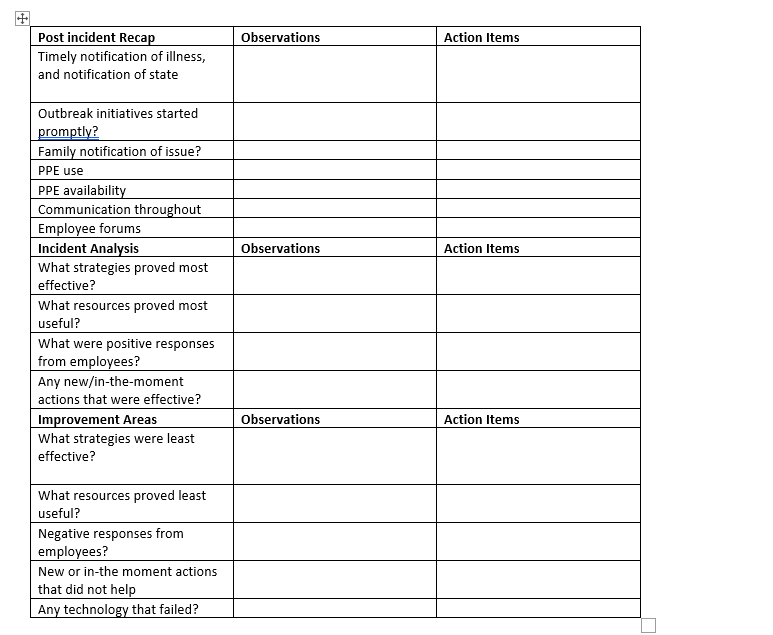 Post incident Recap Observations Action Items
Timely notification of illness,
and notification of state
Outbreak initiatives started
promptly?
Family notification of issue?
PPE use
PPE availability
Communication throughout
Employee forums
Incident Analysis Observations Action Items
What strategies proved most
effective?
What resources proved most
useful?
What were positive responses
from employees?
Any new/in-the-moment
actions that were effective?
Improvement Areas Observations Action Items
What strategies were least
effective?
What resources proved least
useful?
Negative responses from
employees?
New or in-the moment actions
that did not help
Any technology that failed?